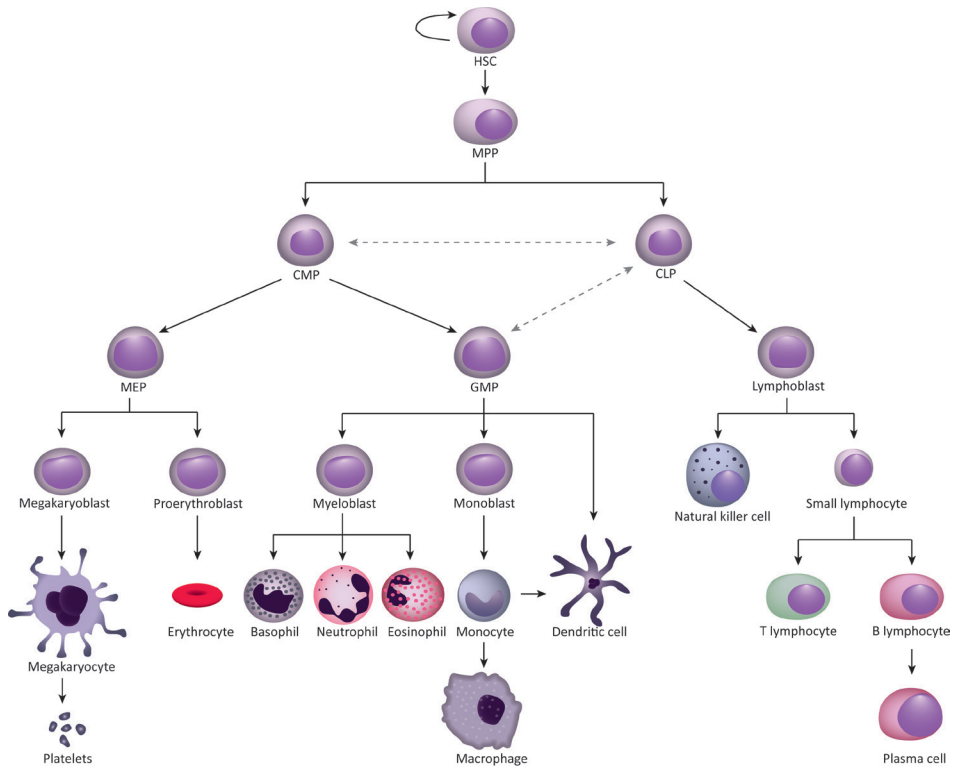 HSC
MPP
CMP
CLP
MEP
GMP
Lymphoblast
Megakaryoblast
Proerythroblast
Myeloblast
Monoblast
Natural killer cell
Small lymphocyte
Erythrocyte
Basophil
Neutrophil
Eosinophil
Monocyte
Dendritic cell
T lymphocyte
B lymphocyte
Megakaryocyte
Platelets
Macrophage
Plasma cell